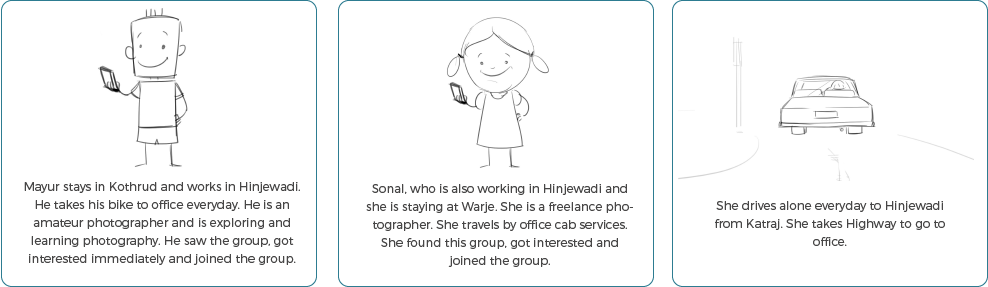 Mayur stays in Kothrud and works in Hinjewadi.
He takes his bike to office everyday. He is an
amateur photographer and is exploring and
learning photography. He saw the group, got
interested immediately and joined the group.
Sonal, who is also working in Hinjewadi and
she is staying at Warje. She is a freelance pho-
tographer. She travels by office cab services.
She found this group, got interested and
joined the group.
She drives alone everyday to Hinjewadi
from Katraj. She takes Highway to go to
office.